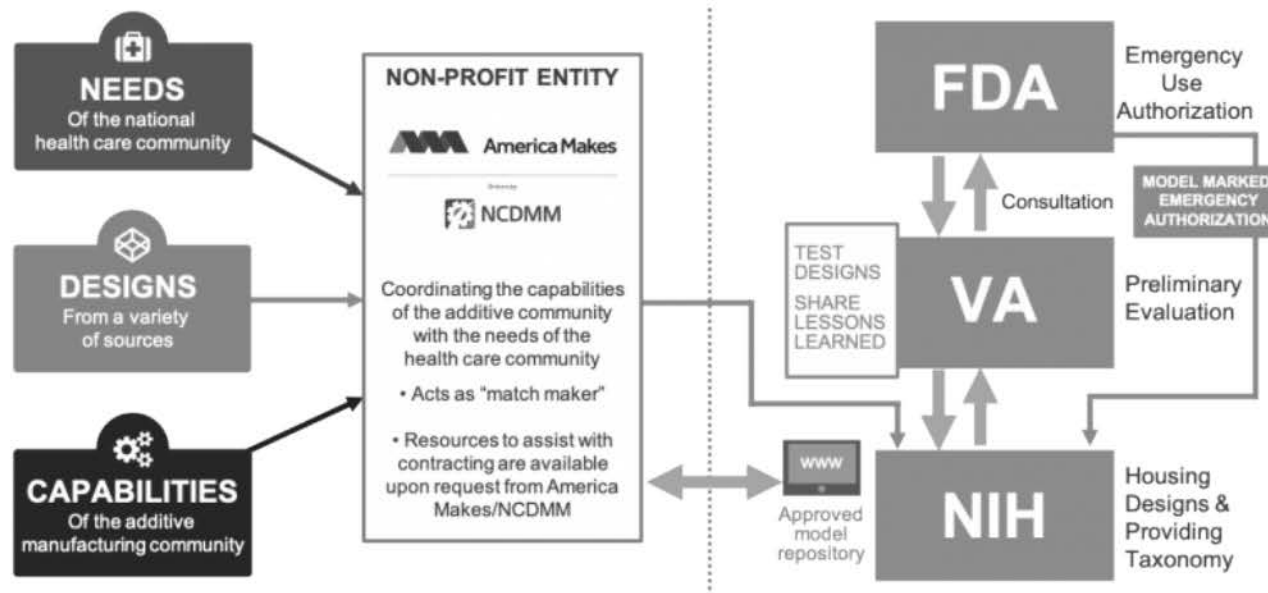 NEEDS
Of the national
health care community
DESIGNS
From a variety
of sources
CAPABILITIES
Of the additive
manufacturing community
NON-PROFIT ENTITY
America Makes
NCDMM
Coordinating the capabilities
of the additive community
with the needs of the
health care community
• Acts as “match maker”
• Resources to assist with
contracting are available
upon request from America
Makes/NCDMM
FDA
Emergency
Use
Authorization
Consultation
MODEL MARKED
EMERGENCY
AUTHORIZATION
TEST
DESIGNS
SHARE
LESSONS
LEARNED
VA
Preliminary
Evaluation
WWW
Approved
model
repository
NIH
Housing
Designs &
Providing
Taxonomy